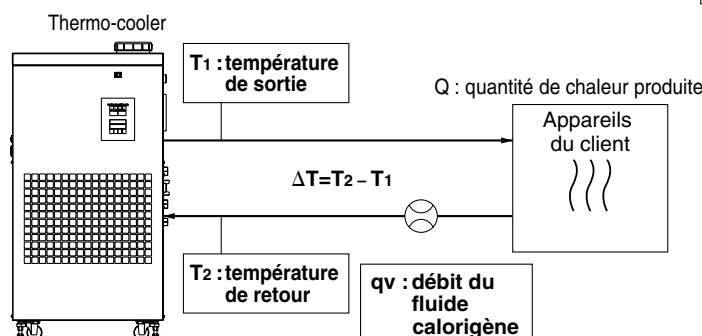 Thermo-cooler
T1 : température
de sortie
Q : quantité de chaleur produite
Appareils
du client
ΔT=T2 – T1
T2 : température
de retour
qv : débit du
fluide
calorigène